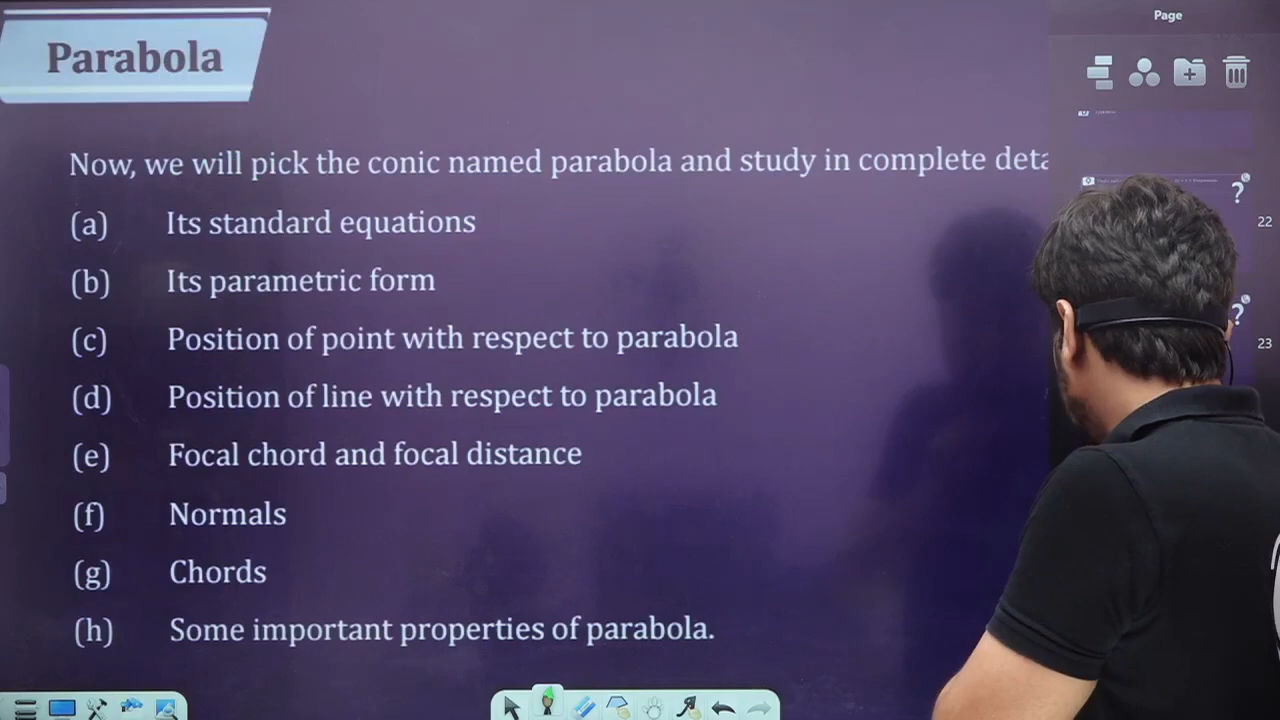 Page
Parabola
Now, we will pick the conic named parabola and study in complete deta
(a) Its standard equations
(b) Its parametric form
(c) Position of point with respect to parabola
(d) Position of line with respect to parabola
(e) Focal chord and focal distance
(f) Normals
(g) Chords
(h) Some important properties of parabola.
?
22
?
23